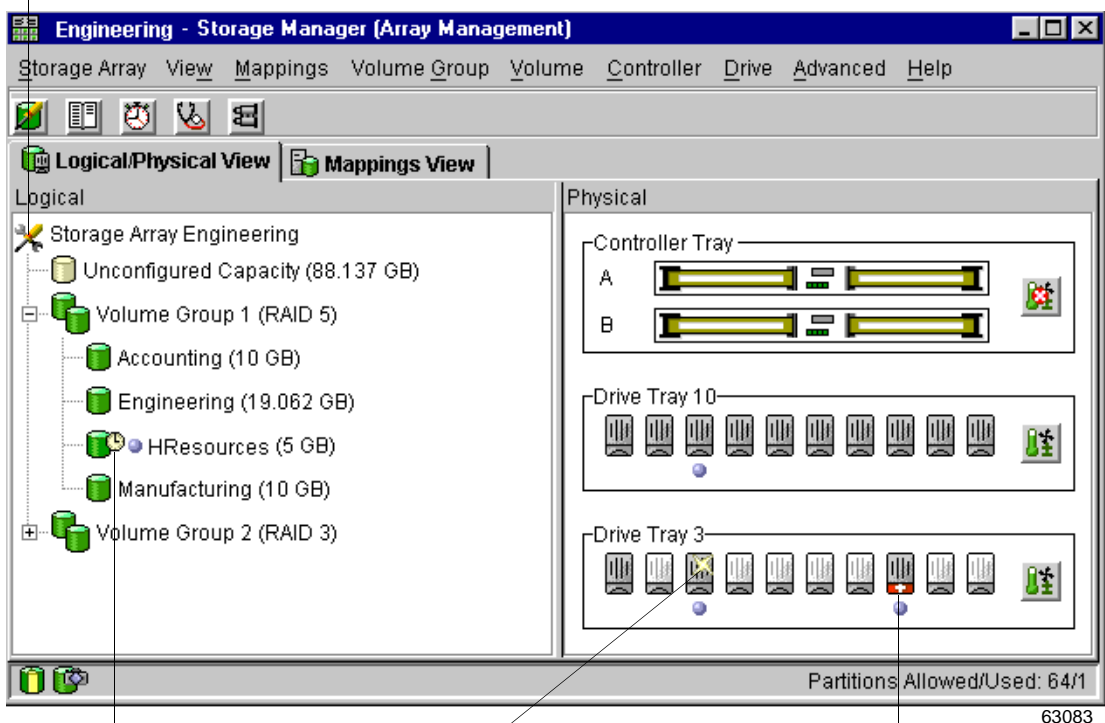 Engineering - Storage Manager (Array Management)
Storage Array View Mappings Volume Group Volume Controller Drive Advanced Help
Logical/Physical View Mappings View
Logical
Storage Array Engineering
Unconfigured Capacity (88.137 GB)
Volume Group 1 (RAID 5)
Accounting (10 GB)
Engineering (19.062 GB)
HResources (5 GB)
Manufacturing (10 GB)
Volume Group 2 (RAID 3)
Physical
Controller Tray
A
B
Drive Tray 10
Drive Tray 3
Partitions Allowed/Used: 64/1
63083